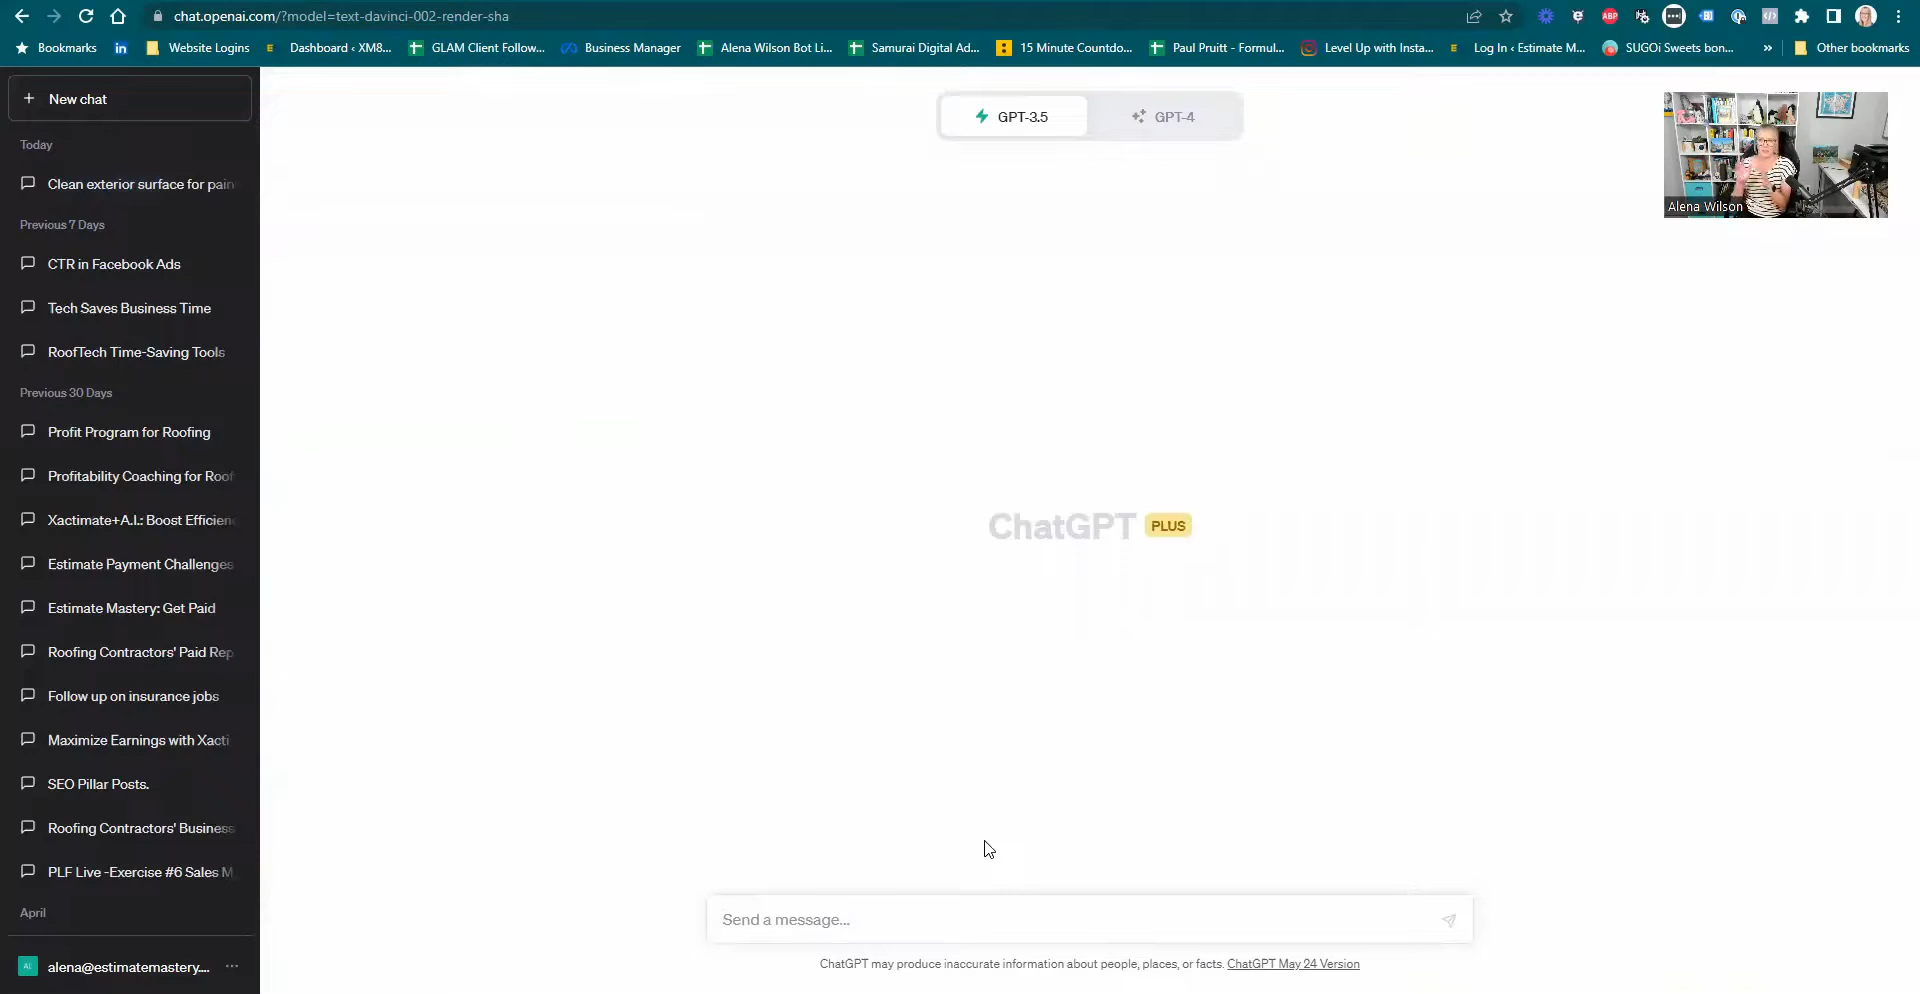 chat.openai.com/?model=text-davinci-002-render-sha
ABP
Bookmarks
in
Website Logins
E
Dashboard ‹ XM8...
GLAM Client Follow...
Business Manager
Alena Wilson Bot Li...
Samurai Digital Ad...
15 Minute Countdo...
Paul Pruitt - Formul...
Level Up with Insta...
E
Log In ‹ Estimate M...
SUGOi Sweets bon...
»
Other bookmarks
+ New chat
Today
Clean exterior surface for pain
Previous 7 Days
CTR in Facebook Ads
Tech Saves Business Time
RoofTech Time-Saving Tools
Previous 30 Days
Profit Program for Roofing
Profitability Coaching for Roof
Xactimate+A.I.: Boost Efficien
Estimate Payment Challenges
Estimate Mastery: Get Paid
Roofing Contractors' Paid Rep
Follow up on insurance jobs
Maximize Earnings with Xacti
SEO Pillar Posts.
Roofing Contractors' Business
PLF Live -Exercise #6 Sales M
April
alena@estimatemastery....
GPT-3.5
GPT-4
Alena Wilson
ChatGPT PLUS
Send a message...
ChatGPT may produce inaccurate information about people, places, or facts. ChatGPT May 24 Version